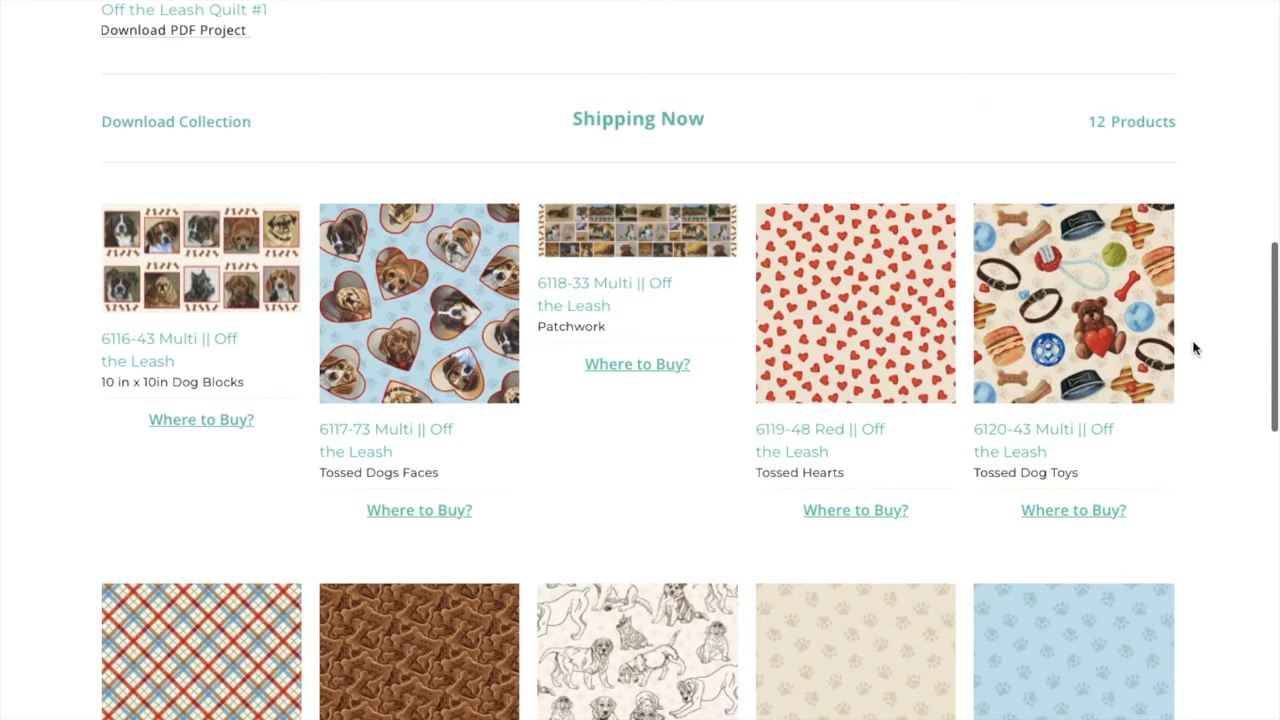 Off the Leash Quilt #1
Download PDF Project
Download Collection
Shipping Now
12 Products
6116-43 Multi || Off
the Leash
10 in x 10in Dog Blocks
Where to Buy?
6117-73 Multi || Off
the Leash
Tossed Dogs Faces
Where to Buy?
6118-33 Multi || Off
the Leash
Patchwork
Where to Buy?
6119-48 Red || Off
the Leash
Tossed Hearts
Where to Buy?
6120-43 Multi || Off
the Leash
Tossed Dog Toys
Where to Buy?